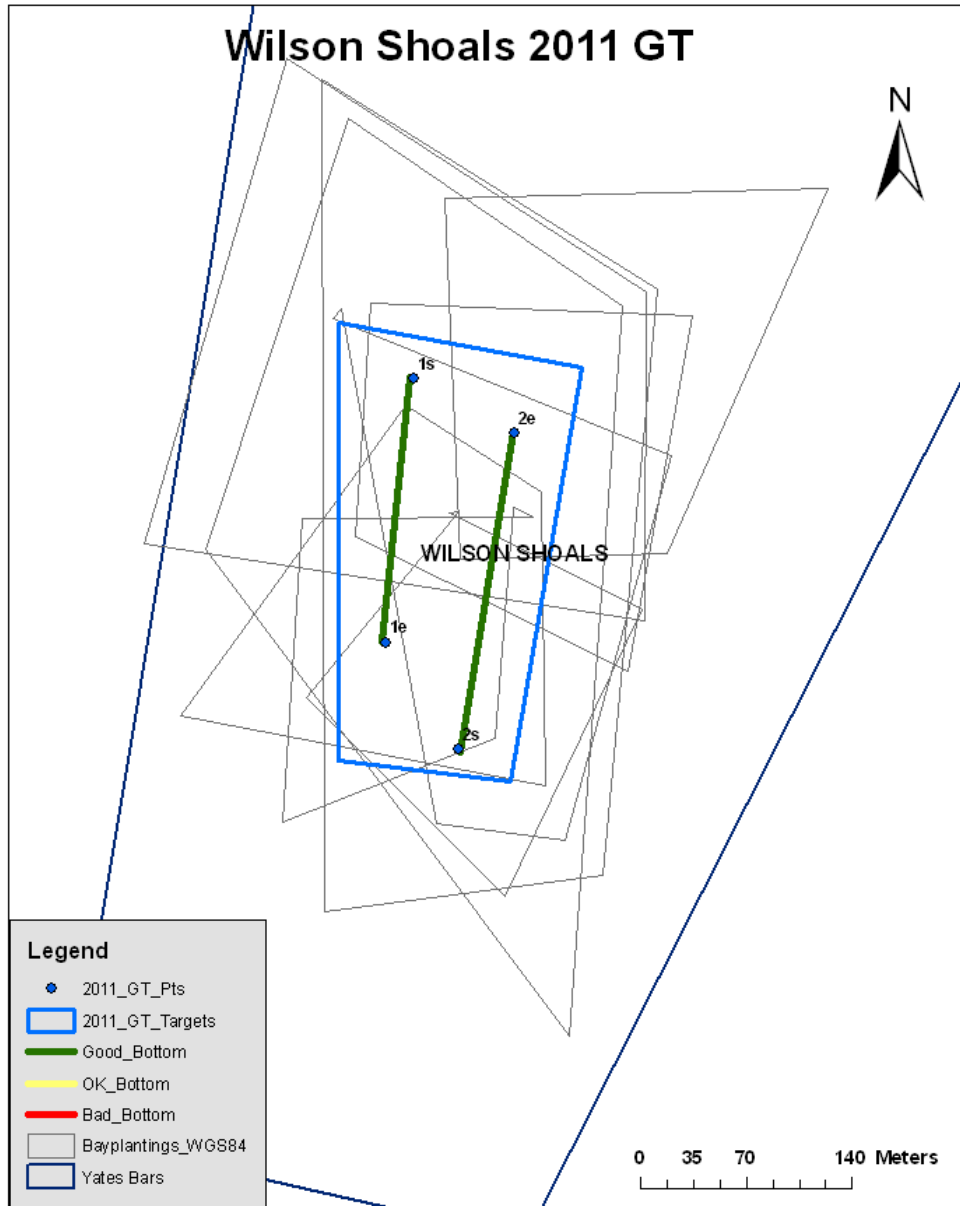 Wilson Shoals 2011 GT
N
1s
2e
WILSON SHOALS
1e
2s
Legend
2011_GT_Pts
2011_GT_Targets
Good_Bottom
OK_Bottom
Bad_Bottom
Bayplantings_WGS84
Yates Bars
0 35 70 140 Meters